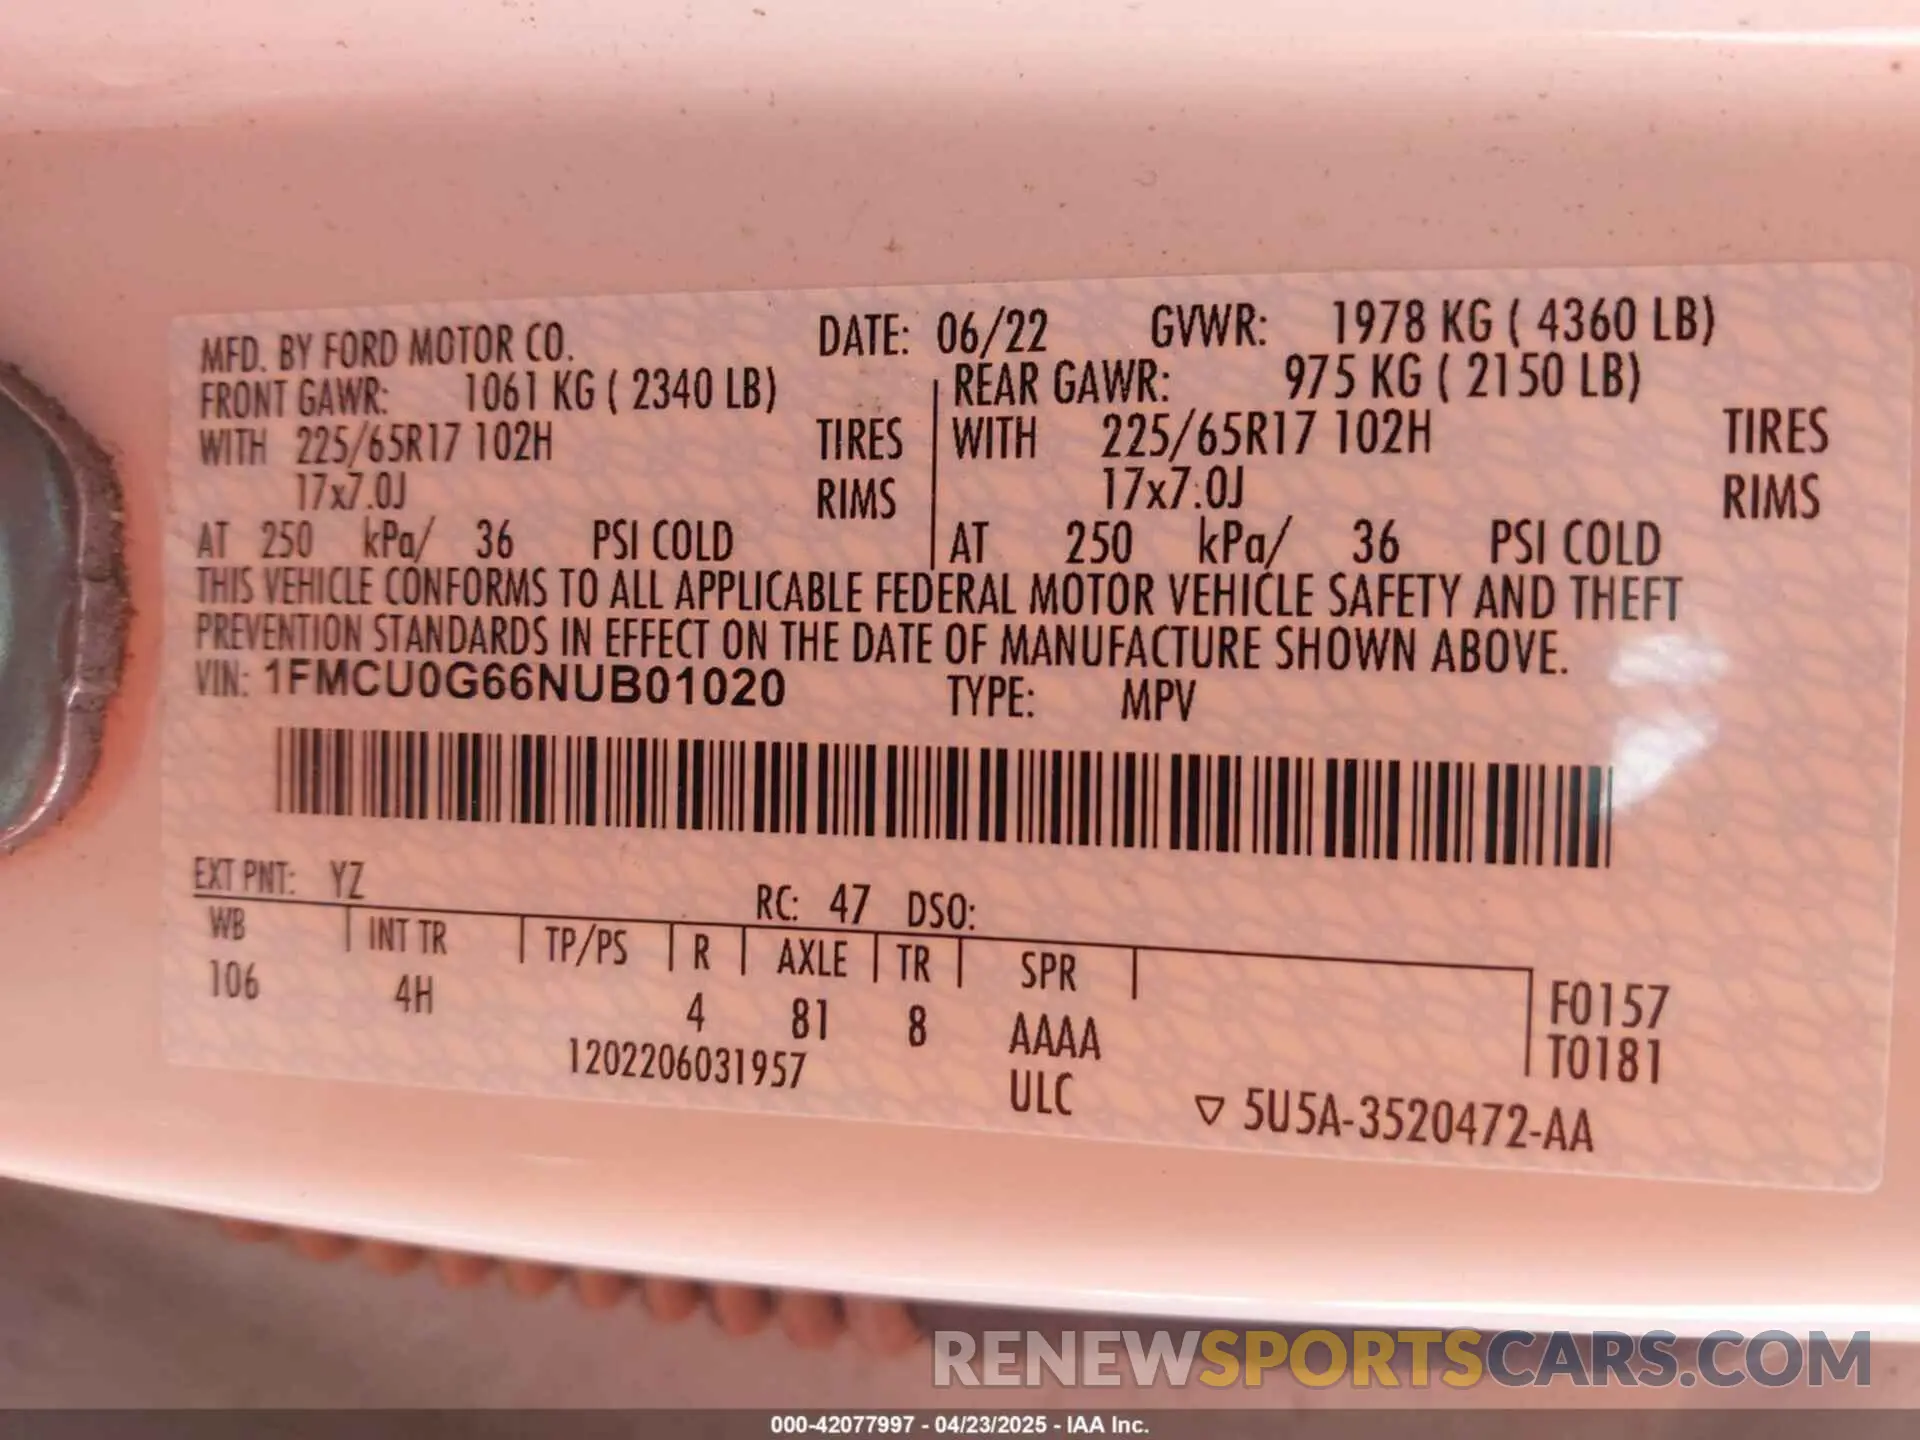 MFD. BY FORD MOTOR CO. DATE: 06/22 GVWR: 1978 KG ( 4360 LB)
FRONT GAWR: 1061 KG ( 2340 LB) REAR GAWR: 975 KG ( 2150 LB)
WITH 225/65R17 102H TIRES WITH 225/65R17 102H TIRES
17x7.0J RIMS 17x7.0J RIMS
AT 250 kPa/ 36 PSI COLD AT 250 kPa/ 36 PSI COLD
THIS VEHICLE CONFORMS TO ALL APPLICABLE FEDERAL MOTOR VEHICLE SAFETY AND THEFT
PREVENTION STANDARDS IN EFFECT ON THE DATE OF MANUFACTURE SHOWN ABOVE.
VIN: 1FMCU0G66NUB01020 TYPE: MPV
EXT PNT: YZ RC: 47 DSO:
WB INT TR TP/PS R AXLE TR SPR
106 4H 4 81 8 AAAA F0157
1202206031957 ULC T0181
▽ 5U5A-3520472-AA
RENEWSPORTSCARS.COM
000-42077997 - 04/23/2025 - IAA Inc.